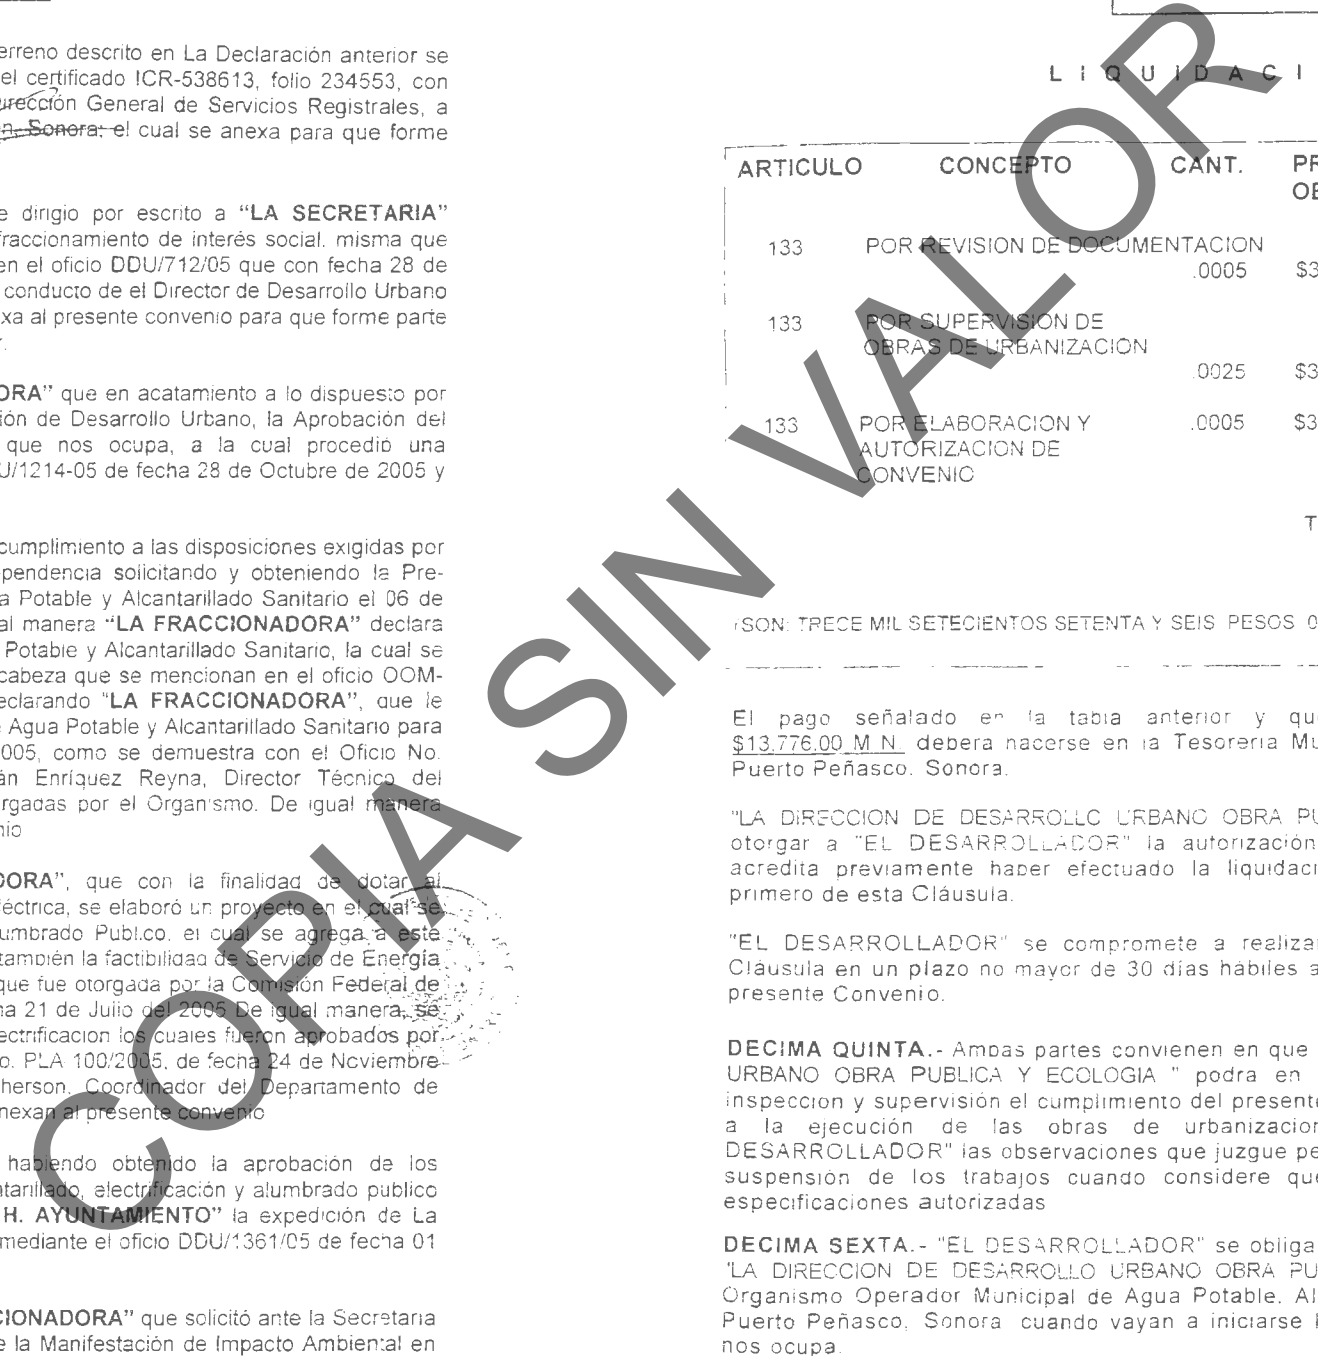 erreno descrito en La Declaración anterior se
el certificado ICR-538613, folio 234553, con
irección General de Servicios Registrales, a
n, Sonora; el cual se anexa para que forme
e dirigio por escrito a "LA SECRETARIA"
fraccionamiento de interés social. misma que
en el oficio DDU/712/05 que con fecha 28 de
conducto de el Director de Desarrollo Urbano
xa al presente convenio para que forme parte
r.
ORA" que en acatamiento a lo dispuesto por
ión de Desarrollo Urbano, la Aprobación del
que nos ocupa, a la cual procedió una
U/1214-05 de fecha 28 de Octubre de 2005 y
cumplimiento a las disposiciones exigidas por
pendencia solicitando y obteniendo la Pre-
a Potable y Alcantarillado Sanitario el 06 de
al manera "LA FRACCIONADORA" declara
Potable y Alcantarillado Sanitario, la cual se
cabeza que se mencionan en el oficio OOM-
eclarando "LA FRACCIONADORA", que le
e Agua Potable y Alcantarillado Sanitario para
005, como se demuestra con el Oficio No.
án Enríquez Reyna, Director Técnico del
rgadas por el Organismo. De igual manera
nio
DORA", que con la finalidad de dotar al
éctrica, se elaboró un proyecto en el cual se
umbrado Publico. el cual se agrega a este
también la factibilidad de Servicio de Energía
que fue otorgada por la Comisión Federal de
na 21 de Julio del 2005 De igual manera, se
ectrificacion los cuales fueron aprobados por
o. PLA 100/2005, de fecha 24 de Noviembre
herson, Coordinador del Departamento de
nexan al presente convenio
habiendo obtenido la aprobación de los
ntarillado, electrificación y alumbrado publico
H. AYUNTAMIENTO" la expedición de La
mediante el oficio DDU/1361/05 de fecha 01
CIONADORA" que solicitó ante la Secretaria
e la Manifestación de Impacto Ambiental en
L I Q U I D A C I
ARTICULO CONCEPTO CANT. PR
OB
133 POR REVISION DE DOCUMENTACION
.0005 $3
133 POR SUPERVISION DE
OBRAS DE URBANIZACION
.0025 $3
133 POR ELABORACION Y .0005 $3
AUTORIZACION DE
CONVENIO
T
(SON: TRECE MIL SETECIENTOS SETENTA Y SEIS PESOS 0
El pago señalado en la tabla anterior y que
$13,776.00 M.N. debera hacerse en la Tesoreria Mu
Puerto Peñasco. Sonora.
"LA DIRECCION DE DESARROLLO URBANO OBRA PU
otorgar a "EL DESARROLLADOR" la autorización
acredita previamente haber efectuado la liquidaci
primero de esta Cláusula.
"EL DESARROLLADOR" se compromete a realizar
Cláusula en un plazo no mayor de 30 días hábiles a
presente Convenio.
DECIMA QUINTA.- Ambas partes convienen en que
URBANO OBRA PUBLICA Y ECOLOGIA " podra en
inspeccion y supervisión el cumplimiento del presente
a la ejecución de las obras de urbanizacion
DESARROLLADOR" las observaciones que juzgue pe
suspensión de los trabajos cuando considere que
especificaciones autorizadas
DECIMA SEXTA.- "EL DESARROLLADOR" se obliga
"LA DIRECCION DE DESARROLLO URBANO OBRA PU
Organismo Operador Municipal de Agua Potable. Al
Puerto Peñasco, Sonora cuando vayan a iniciarse l
nos ocupa.
COPIA SIN VALOR